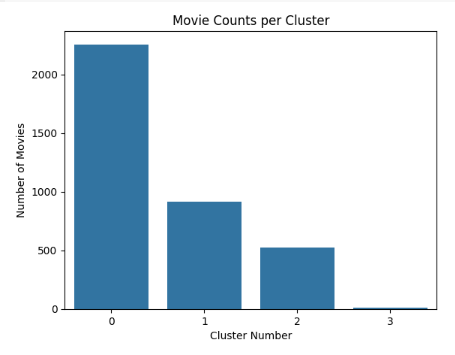 Movie Counts per Cluster
2000
1500
1000
500
0
Number of Movies
0 1 2 3
Cluster Number